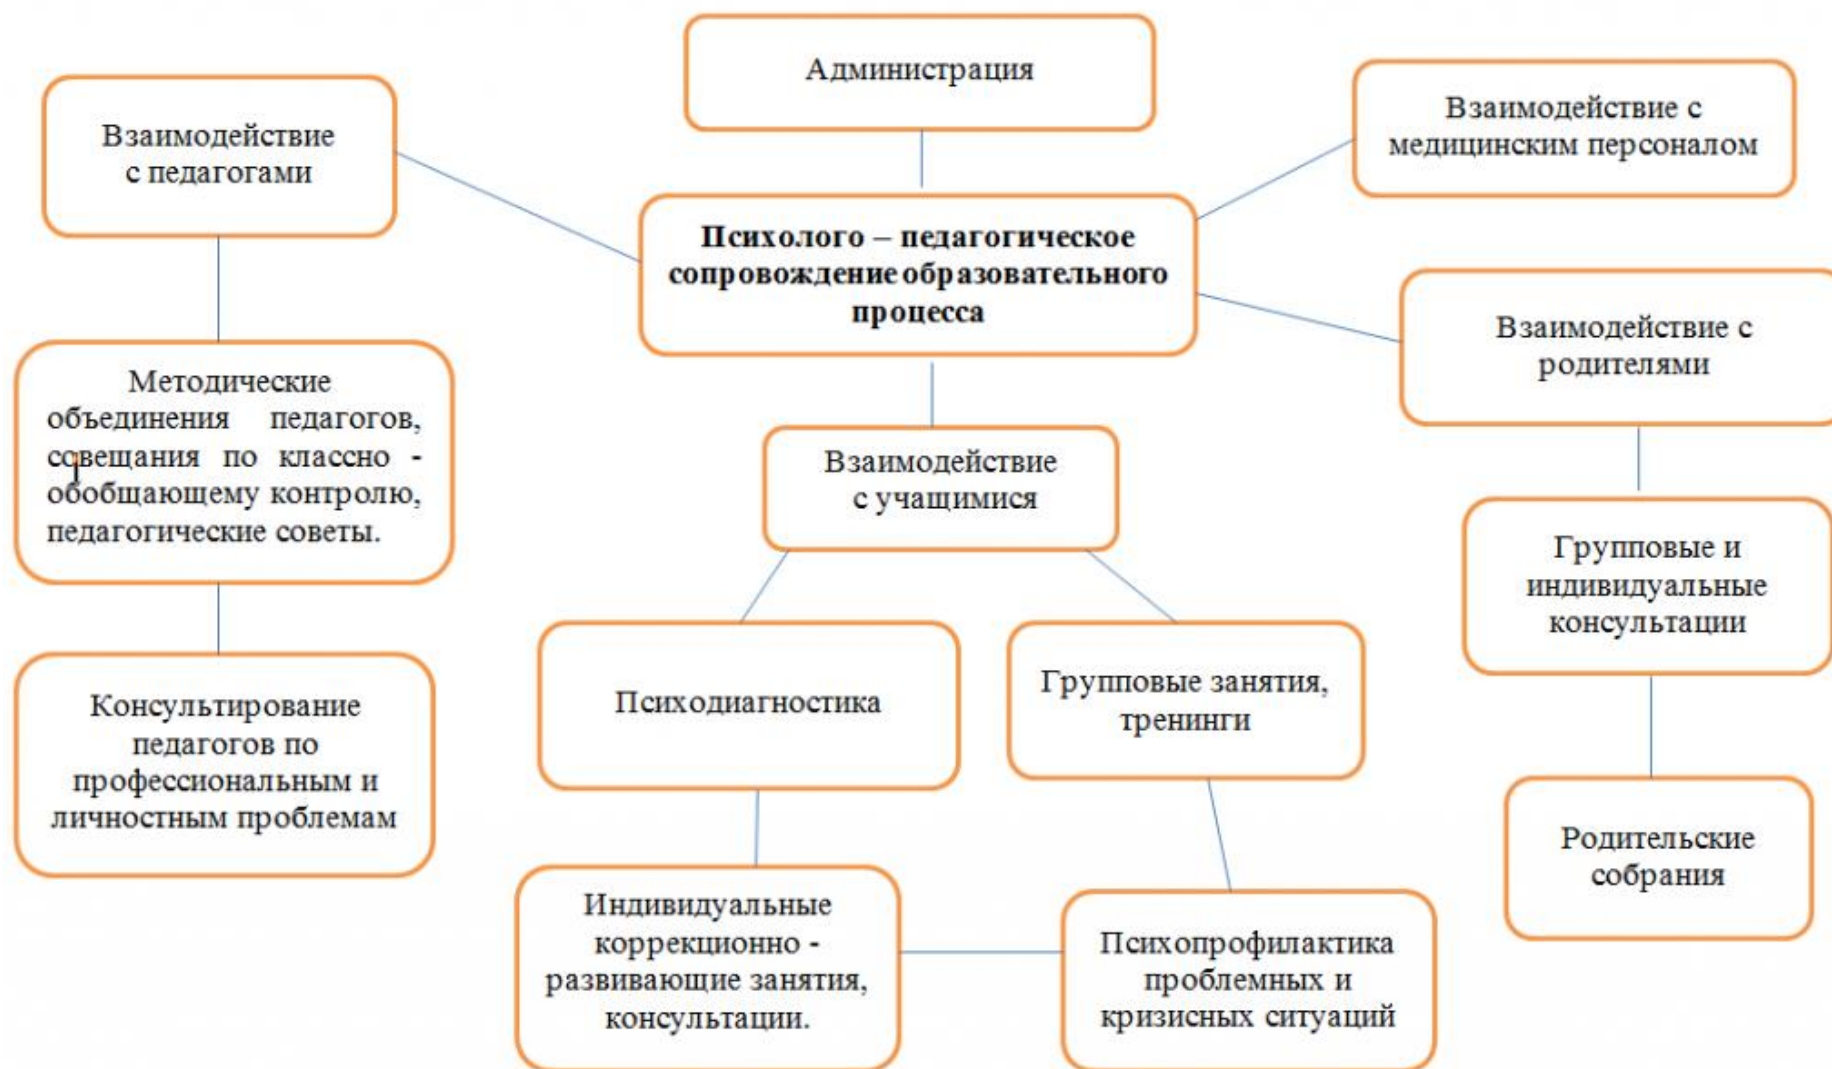 Администрация
Взаимодействие с
медицинским персоналом
Взаимодействие
с педагогами
Психолого – педагогическое
сопровождение образовательного
процесса
Взаимодействие с
родителями
Методические
объединения педагогов,
совещания по классно -
обобщающему контролю,
педагогические советы.
Взаимодействие
с учащимися
Групповые и
индивидуальные
консультации
Консультирование
педагогов по
профессиональным и
личностным проблемам
Психодиагностика
Групповые занятия,
тренинги
Родительские
собрания
Индивидуальные
коррекционно -
развивающие занятия,
консультации.
Психопрофилактика
проблемных и
кризисных ситуаций